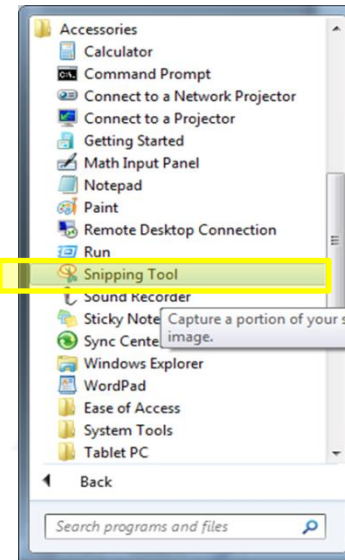 Accessories
Calculator
Command Prompt
Connect to a Network Projector
Connect to a Projector
Getting Started
Math Input Panel
Notepad
Paint
Remote Desktop Connection
Run
Snipping Tool
Sound Recorder
Sticky Note
Capture a portion of your s
image.
Sync Cente
Windows Explorer
WordPad
Ease of Access
System Tools
Tablet PC
Back
Search programs and files